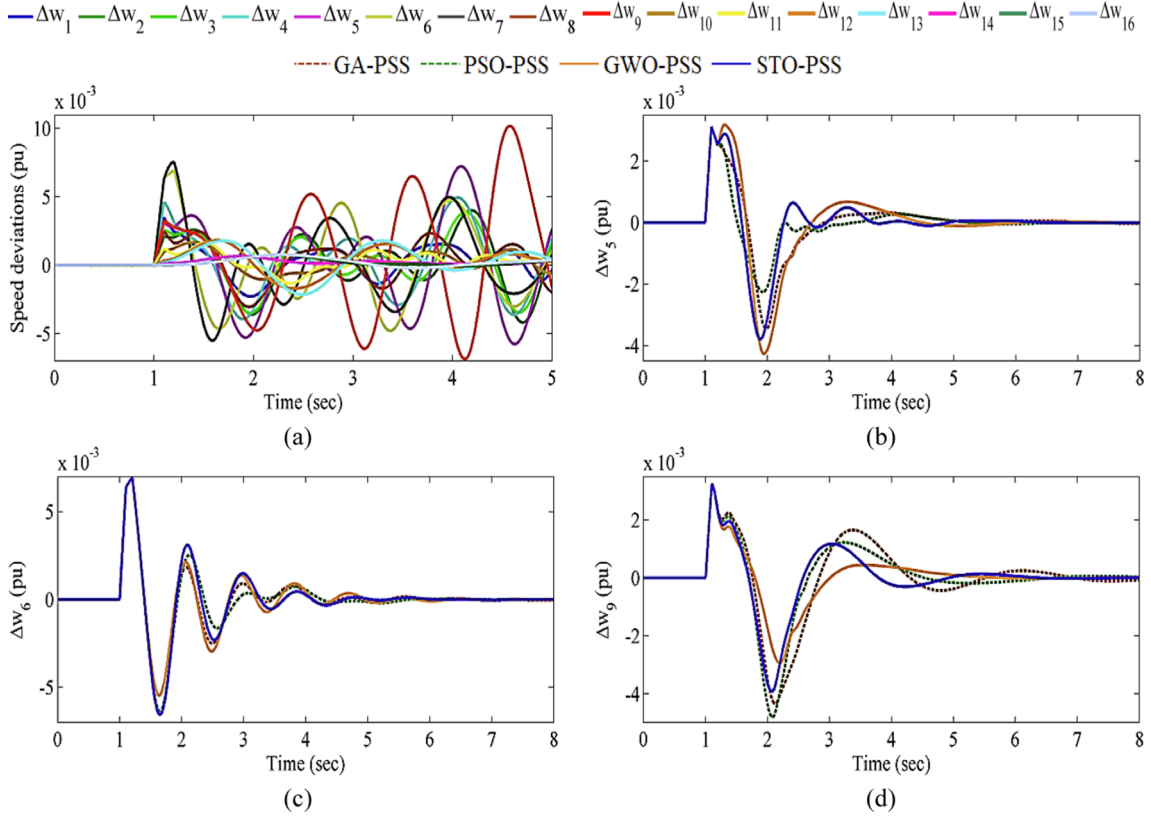 Δw1 Δw2 Δw3 Δw4 Δw5 Δw6 Δw7 Δw8 Δw9 Δw10 Δw11 Δw12 Δw13 Δw14 Δw15 Δw16
GA-PSS PSO-PSS GWO-PSS STO-PSS
x 10-3
10
5
0
-5
Speed deviations (pu)
0 1 2 3 4 5
Time (sec)
(a)
x 10-3
2
0
-2
-4
Δw5 (pu)
0 1 2 3 4 5 6 7 8
Time (sec)
(b)
x 10-3
5
0
-5
Δw6 (pu)
0 1 2 3 4 5 6 7 8
Time (sec)
(c)
x 10-3
2
0
-2
-4
Δw9 (pu)
0 1 2 3 4 5 6 7 8
Time (sec)
(d)